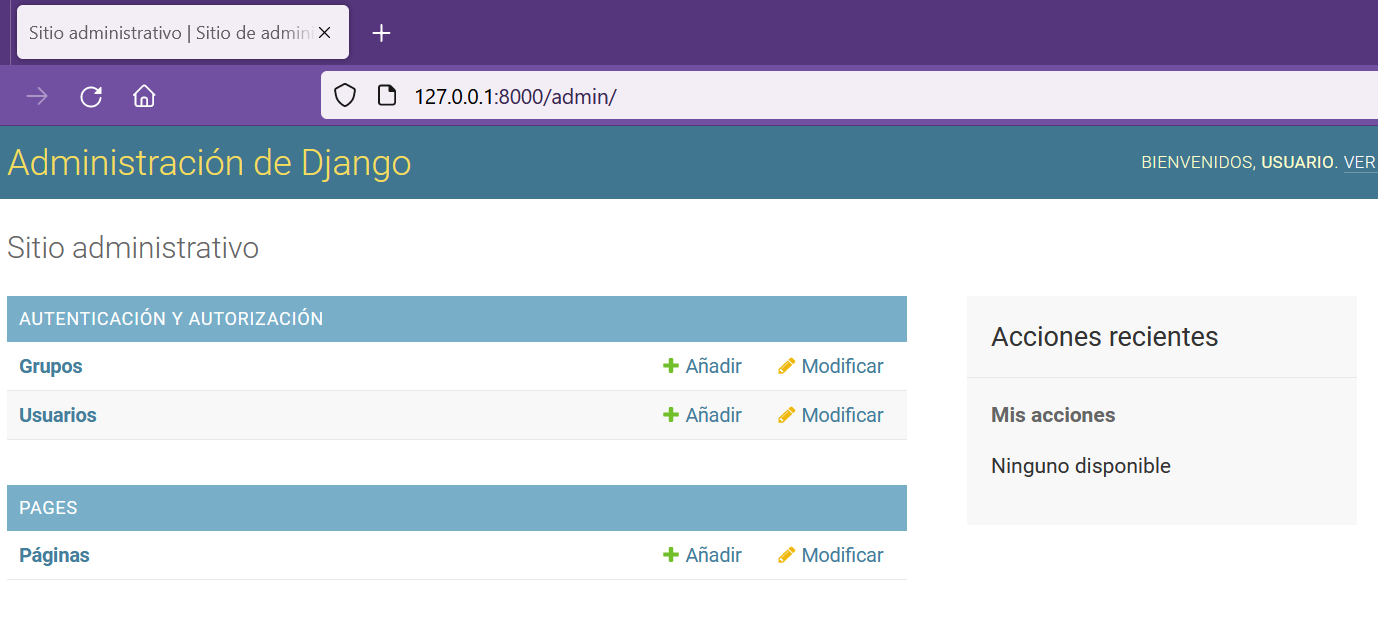 Sitio administrativo | Sitio de admin
127.0.0.1:8000/admin/
Administración de Django
BIENVENIDOS, USUARIO. VER
Sitio administrativo
AUTENTICACIÓN Y AUTORIZACIÓN
Grupos Añadir Modificar
Usuarios Añadir Modificar
PAGES
Páginas Añadir Modificar
Acciones recientes
Mis acciones
Ninguno disponible